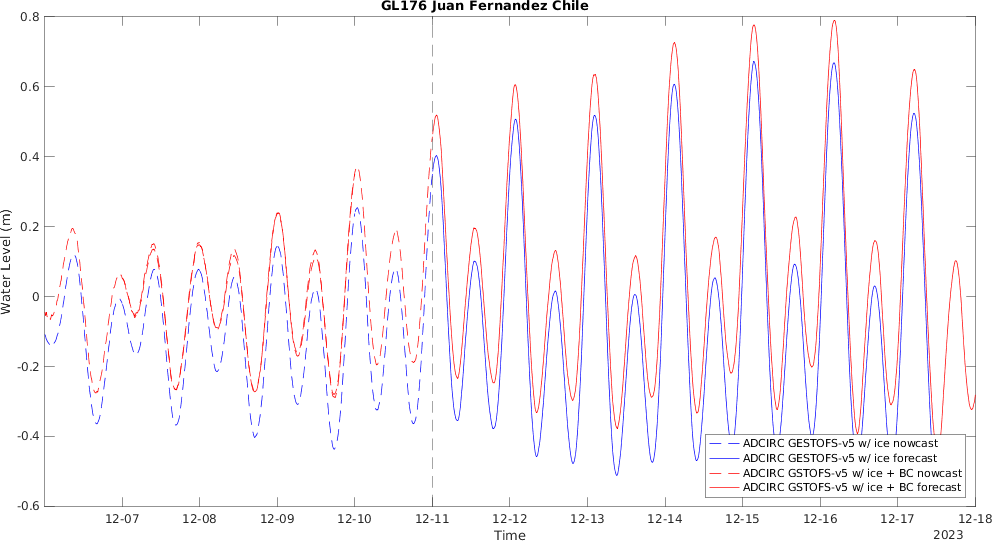 GL176 Juan Fernandez Chile
0.8
0.6
0.4
0.2
0
-0.2
-0.4
-0.6
Water Level (m)
ADCIRC GESTOFS-v5 w/ ice nowcast
ADCIRC GESTOFS-v5 w/ ice forecast
ADCIRC GSTOFS-v5 w/ ice + BC nowcast
ADCIRC GSTOFS-v5 w/ ice + BC forecast
12-07 12-08 12-09 12-10 12-11 12-12 12-13 12-14 12-15 12-16 12-17 12-18
Time
2023